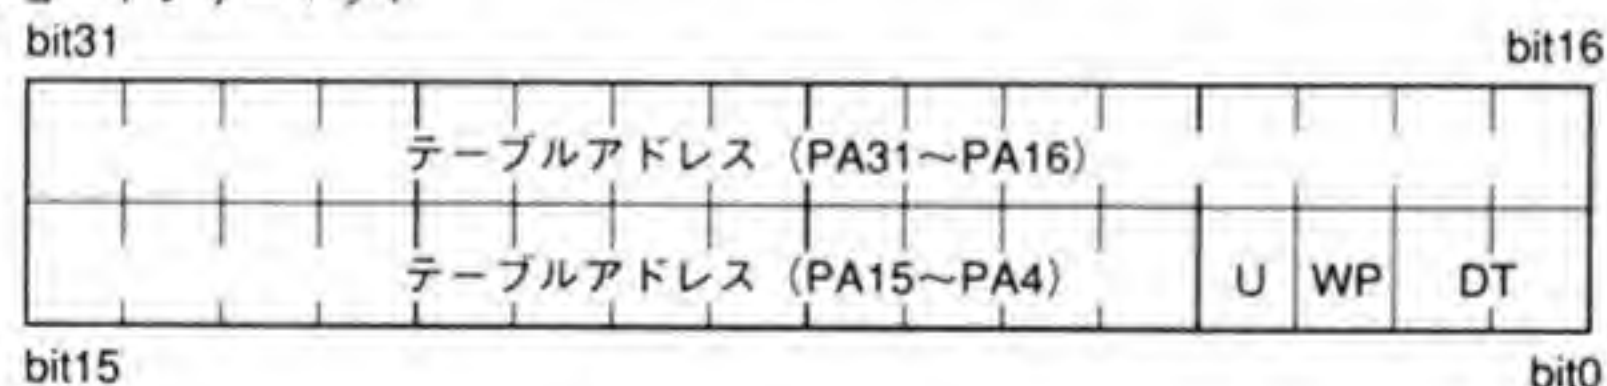 bit31 bit16
テーブルアドレス（PA31〜PA16）
テーブルアドレス（PA15〜PA4） U WP DT
bit15 bit0